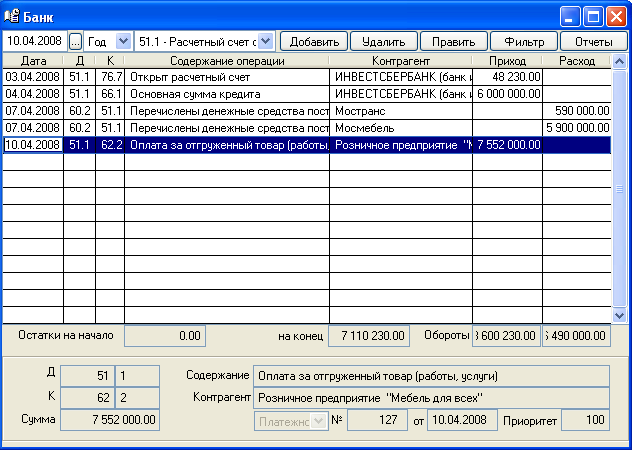 Банк
10.04.2008 ... Год 51.1 - Расчетный счет с Добавить Удалить Править Фильтр Отчеты
Дата Д К Содержание операции Контрагент Приход Расход
03.04.2008 51.1 76.7 Открыт расчетный счет ИНВЕСТСБЕРБАНК (банк и 48 230.00
04.04.2008 51.1 66.1 Основная сумма кредита ИНВЕСТСБЕРБАНК (банк и 6 000 000.00
07.04.2008 60.2 51.1 Перечислены денежные средства пост Мостранс 590 000.00
07.04.2008 60.2 51.1 Перечислены денежные средства пост Мосмебель 5 900 000.00
10.04.2008 51.1 62.2 Оплата за отгруженный товар (работы, Розничное предприятие "М 7 552 000.00
Остатки на начало 0.00 на конец 7 110 230.00 Обороты 3 600 230.00 6 490 000.00
Д 51 1 Содержание Оплата за отгруженный товар (работы, услуги)
К 62 2 Контрагент Розничное предприятие "Мебель для всех"
Сумма 7 552 000.00 Платежно № 127 от 10.04.2008 Приоритет 100